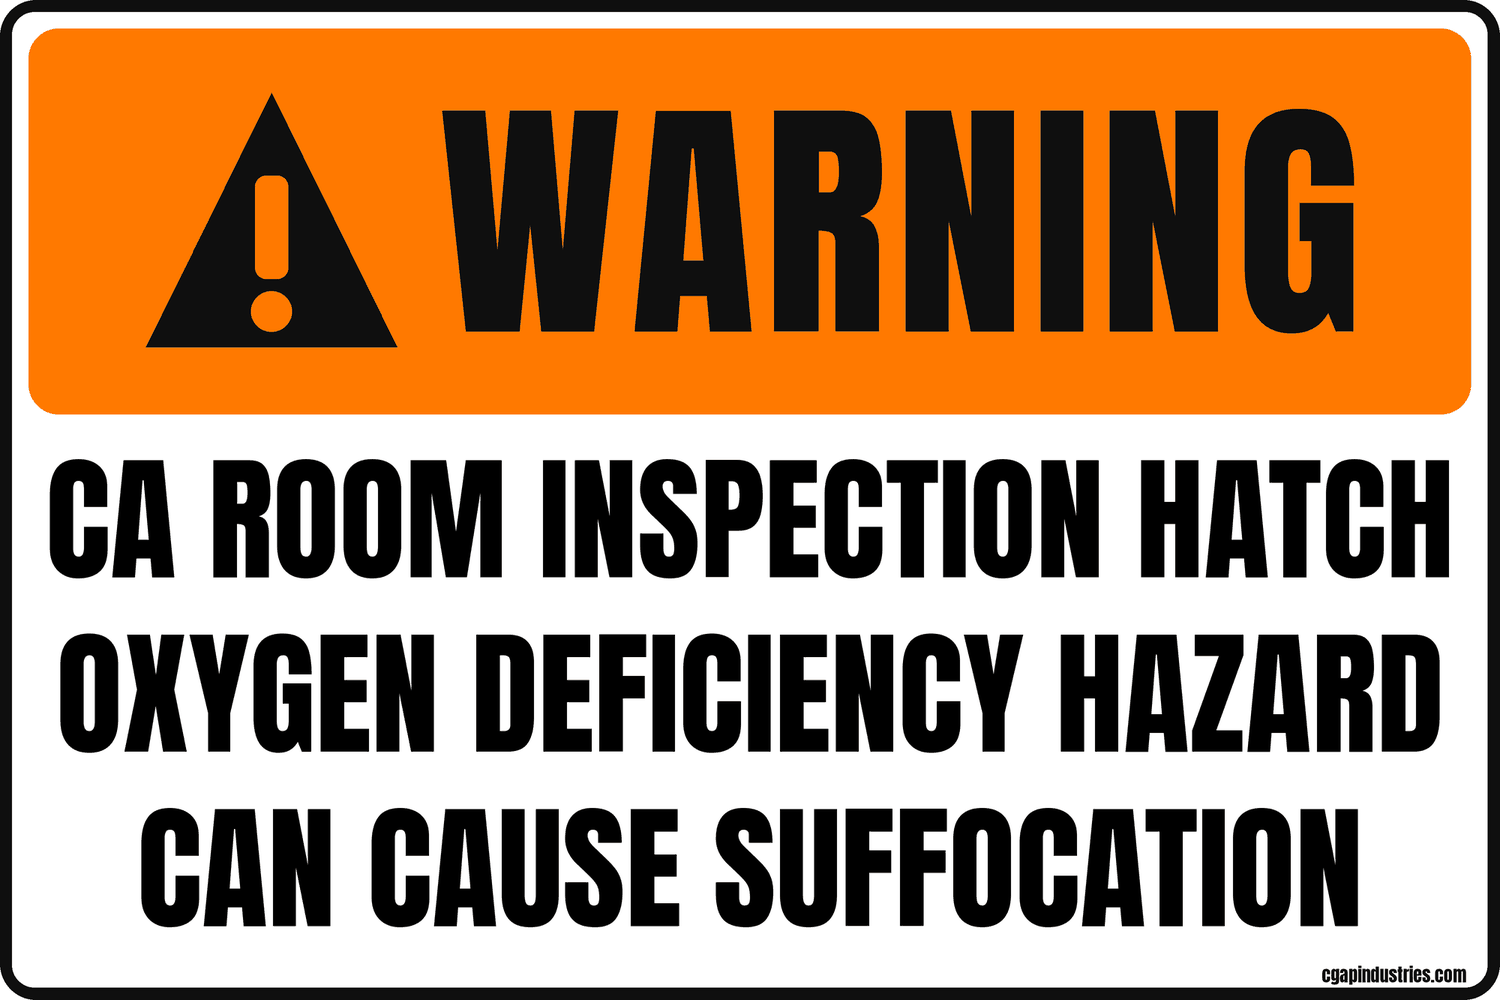 WARNING
CA ROOM INSPECTION HATCH
OXYGEN DEFICIENCY HAZARD
CAN CAUSE SUFFOCATION
cgapindustries.com